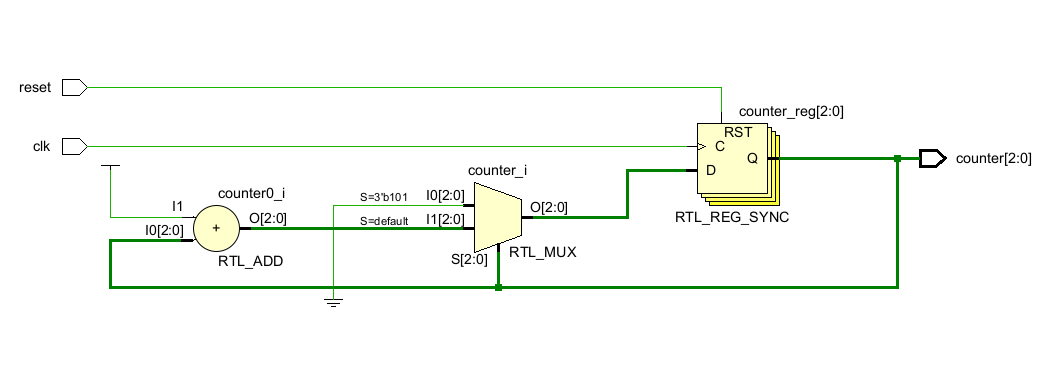 reset
counter_reg[2:0]
RST
clk
C
Q
counter[2:0]
counter_i
D
counter0_i
S=3'b101
I0[2:0]
I1
O[2:0]
S=default
I1[2:0]
O[2:0]
RTL_REG_SYNC
I0[2:0]
+
RTL_ADD
S[2:0]
RTL_MUX